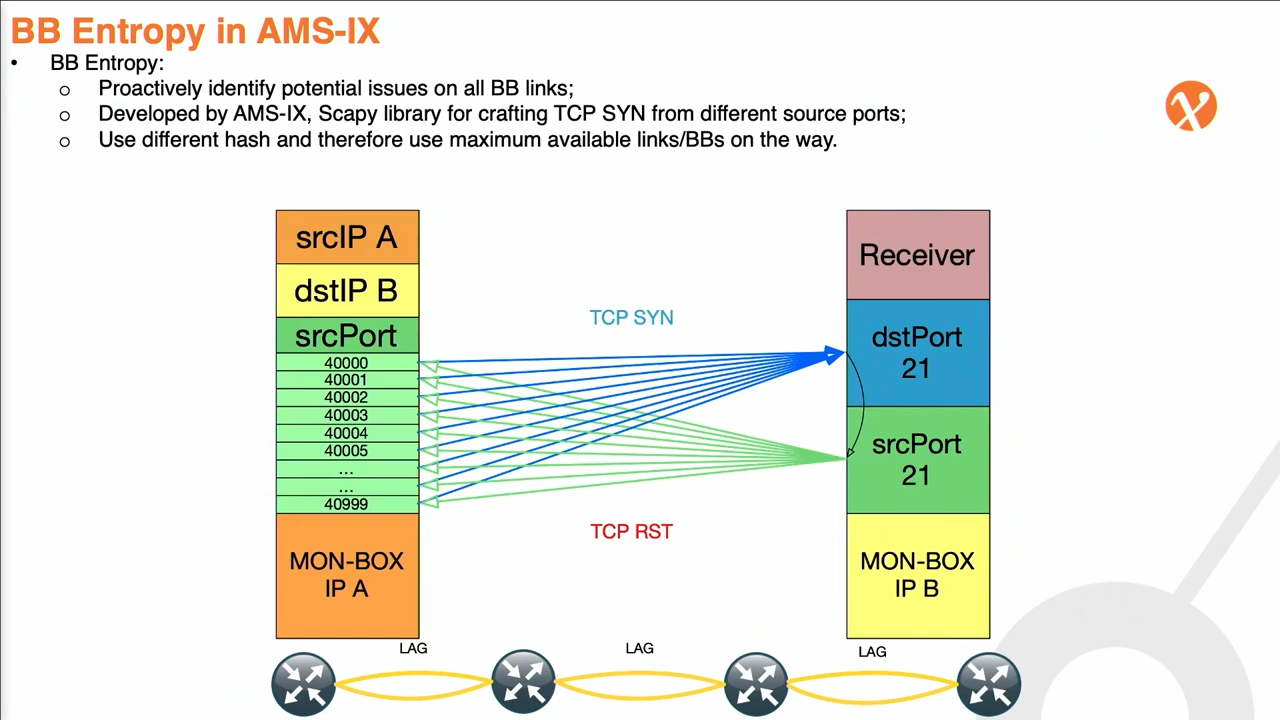 BB Entropy in AMS-IX
• BB Entropy:
o Proactively identify potential issues on all BB links;
o Developed by AMS-IX, Scapy library for crafting TCP SYN from different source ports;
o Use different hash and therefore use maximum available links/BBs on the way.
srcIP A
dstIP B
srcPort
40000
40001
40002
40003
40004
40005
...
...
40999
MON-BOX
IP A
TCP SYN
TCP RST
Receiver
dstPort
21
srcPort
21
MON-BOX
IP B
LAG
LAG
LAG